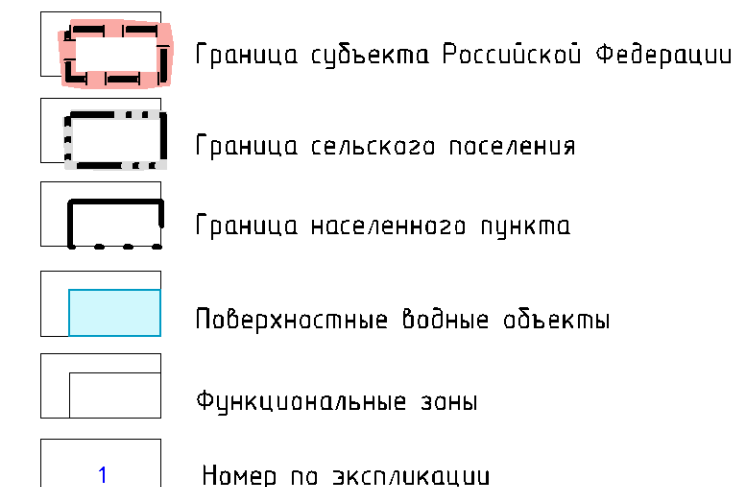 Граница субъекта Российской Федерации
Граница сельского поселения
Граница населенного пункта
Поверхностные водные объекты
Функциональные зоны
1 Номер по экспликации